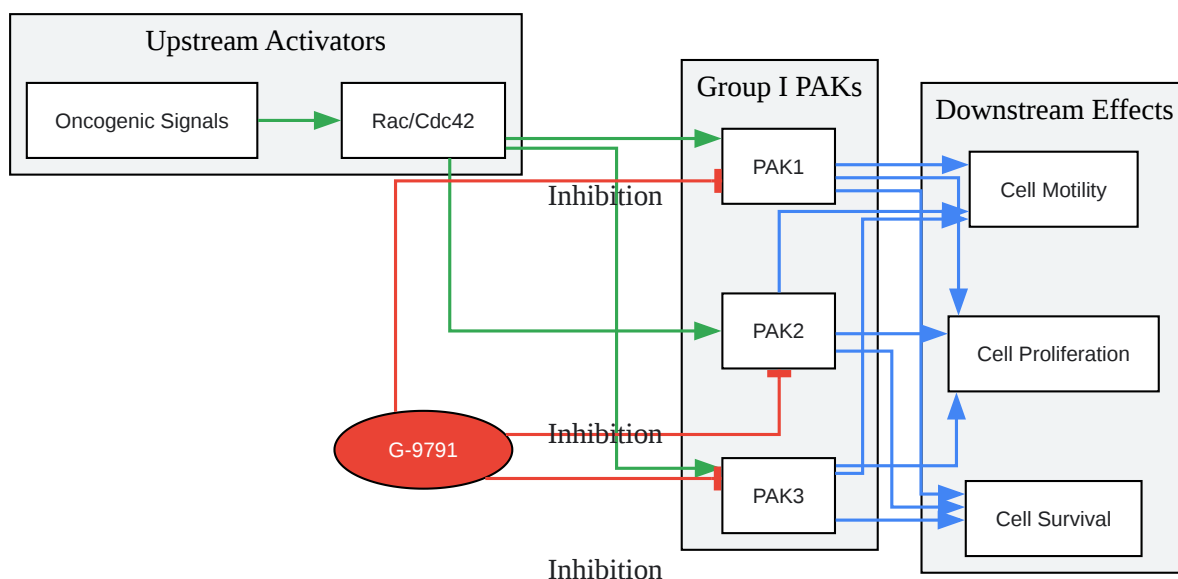 Upstream Activators
Oncogenic Signals
Rac/Cdc42
Group I PAKs
PAK1
PAK2
PAK3
Downstream Effects
Cell Motility
Cell Proliferation
Cell Survival
Inhibition
G-9791
Inhibition
Inhibition